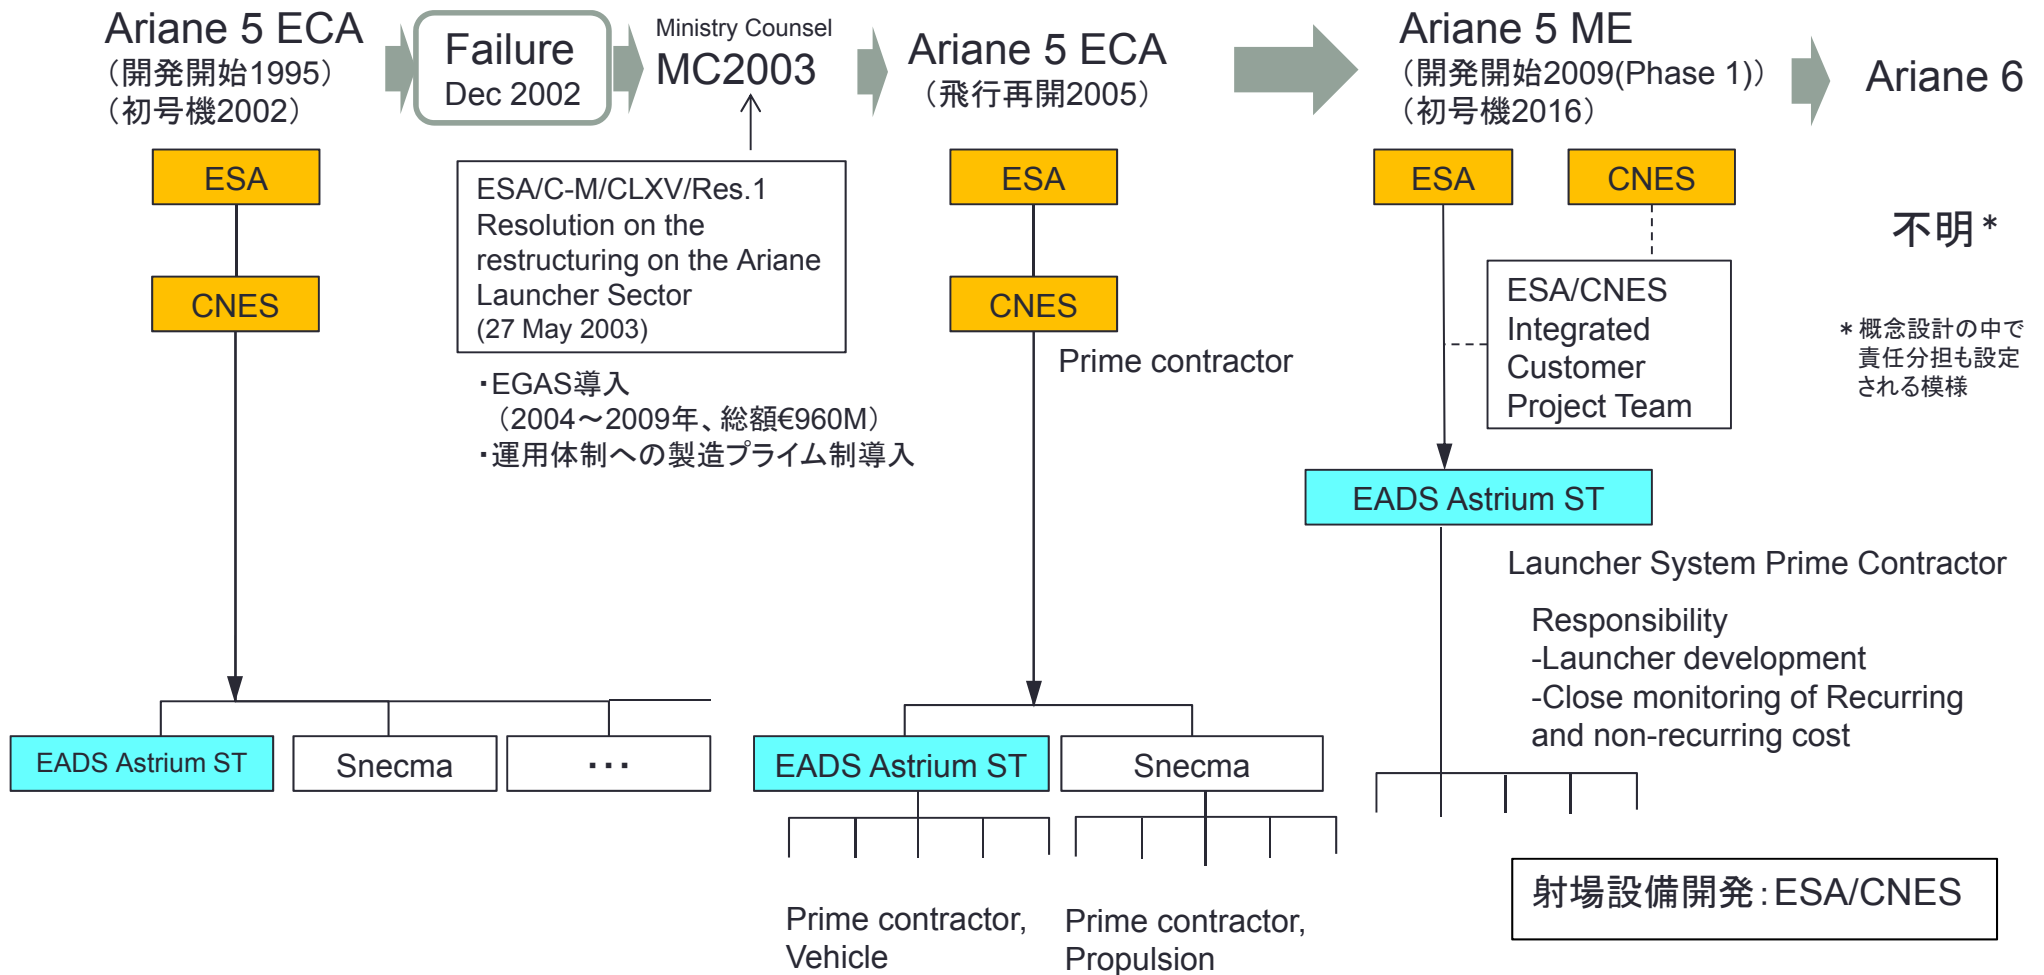 Ariane 5 ECA
（開発開始1995）
（初号機2002）
Failure
Dec 2002
Ministry Counsel
MC2003
Ariane 5 ECA
（飛行再開2005）
Ariane 5 ME
（開発開始2009(Phase 1)）
（初号機2016）
Ariane 6
ESA
CNES
EADS Astrium ST
Snecma
･･･
ESA/C-M/CLXV/Res.1
Resolution on the
restructuring on the Ariane
Launcher Sector
(27 May 2003)
・EGAS導入
（2004～2009年、総額€960M）
・運用体制への製造プライム制導入
ESA
CNES
Prime contractor
EADS Astrium ST
Snecma
Prime contractor,
Vehicle
Prime contractor,
Propulsion
ESA
CNES
ESA/CNES
Integrated
Customer
Project Team
EADS Astrium ST
Launcher System Prime Contractor
Responsibility
-Launcher development
-Close monitoring of Recurring
and non-recurring cost
射場設備開発：ESA/CNES
不明*
* 概念設計の中で
責任分担も設定
される模様